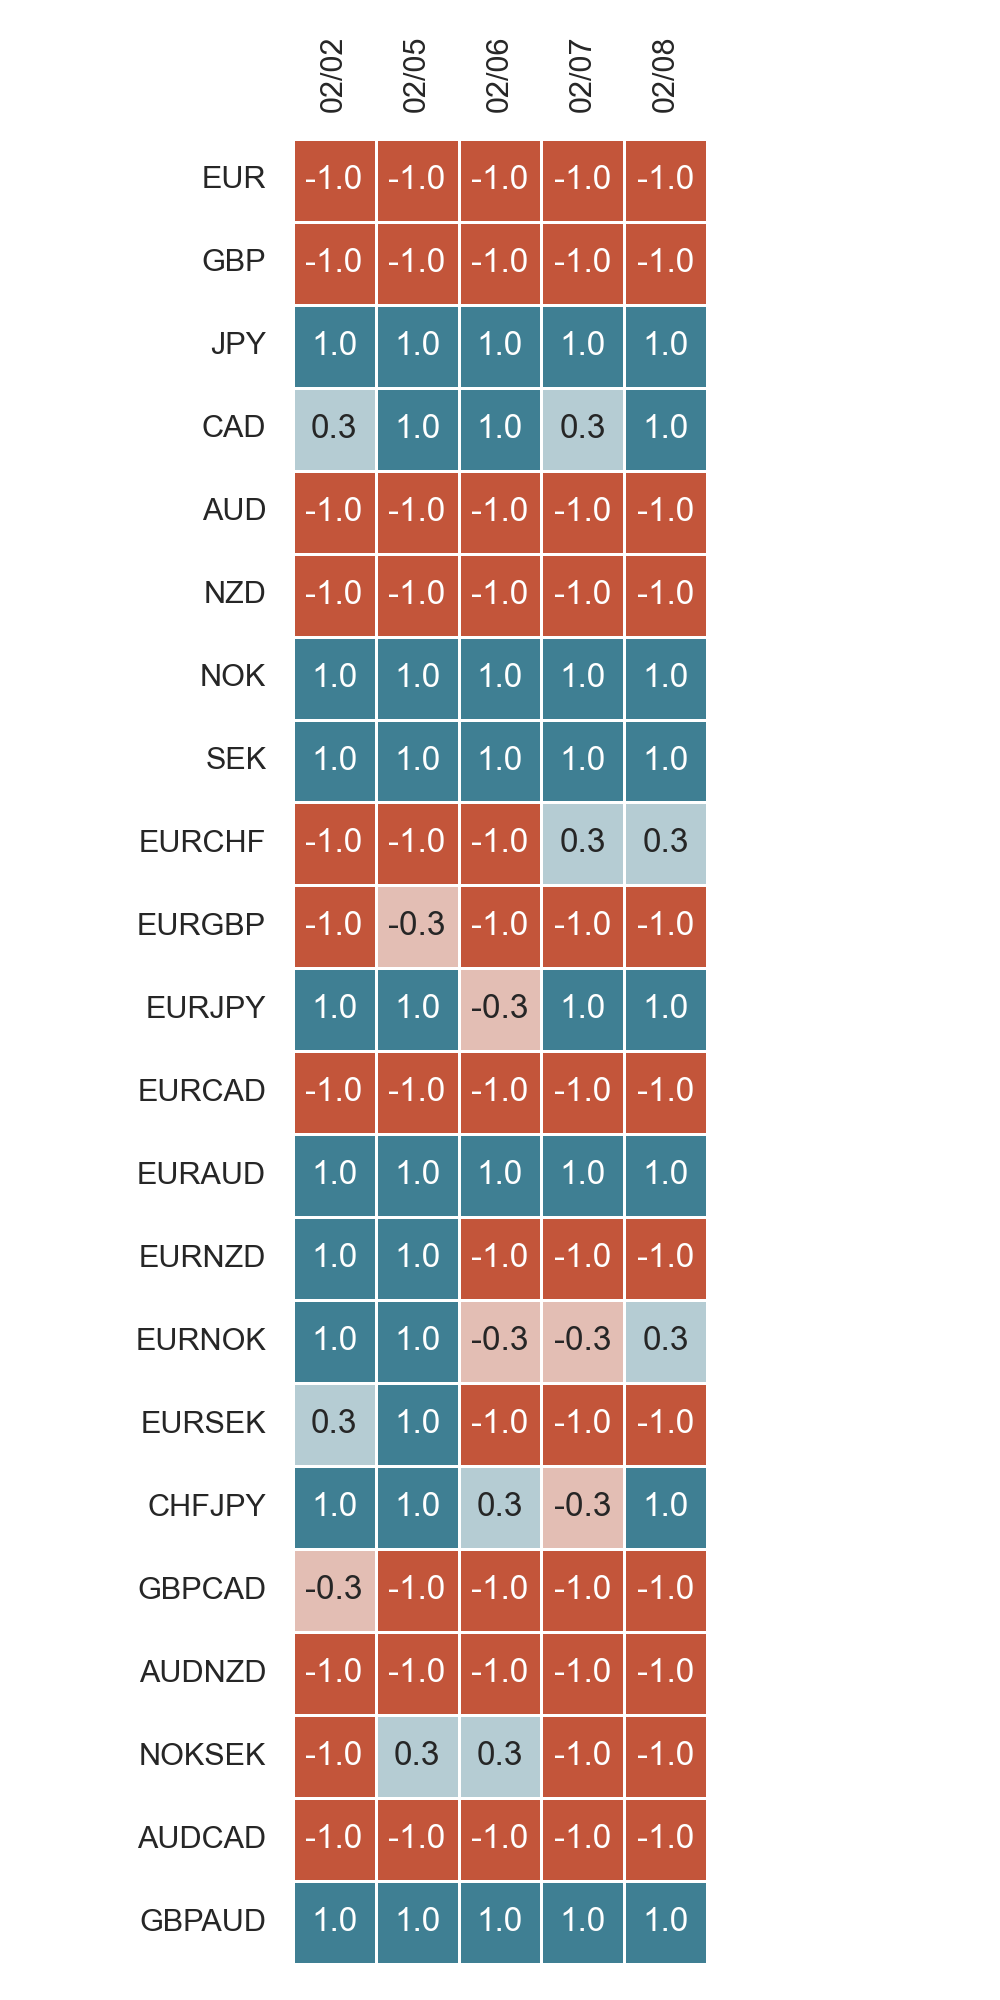 02/02 02/05 02/06 02/07 02/08
EUR -1.0 -1.0 -1.0 -1.0 -1.0
GBP -1.0 -1.0 -1.0 -1.0 -1.0
JPY 1.0 1.0 1.0 1.0 1.0
CAD 0.3 1.0 1.0 0.3 1.0
AUD -1.0 -1.0 -1.0 -1.0 -1.0
NZD -1.0 -1.0 -1.0 -1.0 -1.0
NOK 1.0 1.0 1.0 1.0 1.0
SEK 1.0 1.0 1.0 1.0 1.0
EURCHF -1.0 -1.0 -1.0 0.3 0.3
EURGBP -1.0 -0.3 -1.0 -1.0 -1.0
EURJPY 1.0 1.0 -0.3 1.0 1.0
EURCAD -1.0 -1.0 -1.0 -1.0 -1.0
EURAUD 1.0 1.0 1.0 1.0 1.0
EURNZD 1.0 1.0 -1.0 -1.0 -1.0
EURNOK 1.0 1.0 -0.3 -0.3 0.3
EURSEK 0.3 1.0 -1.0 -1.0 -1.0
CHFJPY 1.0 1.0 0.3 -0.3 1.0
GBPCAD -0.3 -1.0 -1.0 -1.0 -1.0
AUDNZD -1.0 -1.0 -1.0 -1.0 -1.0
NOKSEK -1.0 0.3 0.3 -1.0 -1.0
AUDCAD -1.0 -1.0 -1.0 -1.0 -1.0
GBPAUD 1.0 1.0 1.0 1.0 1.0